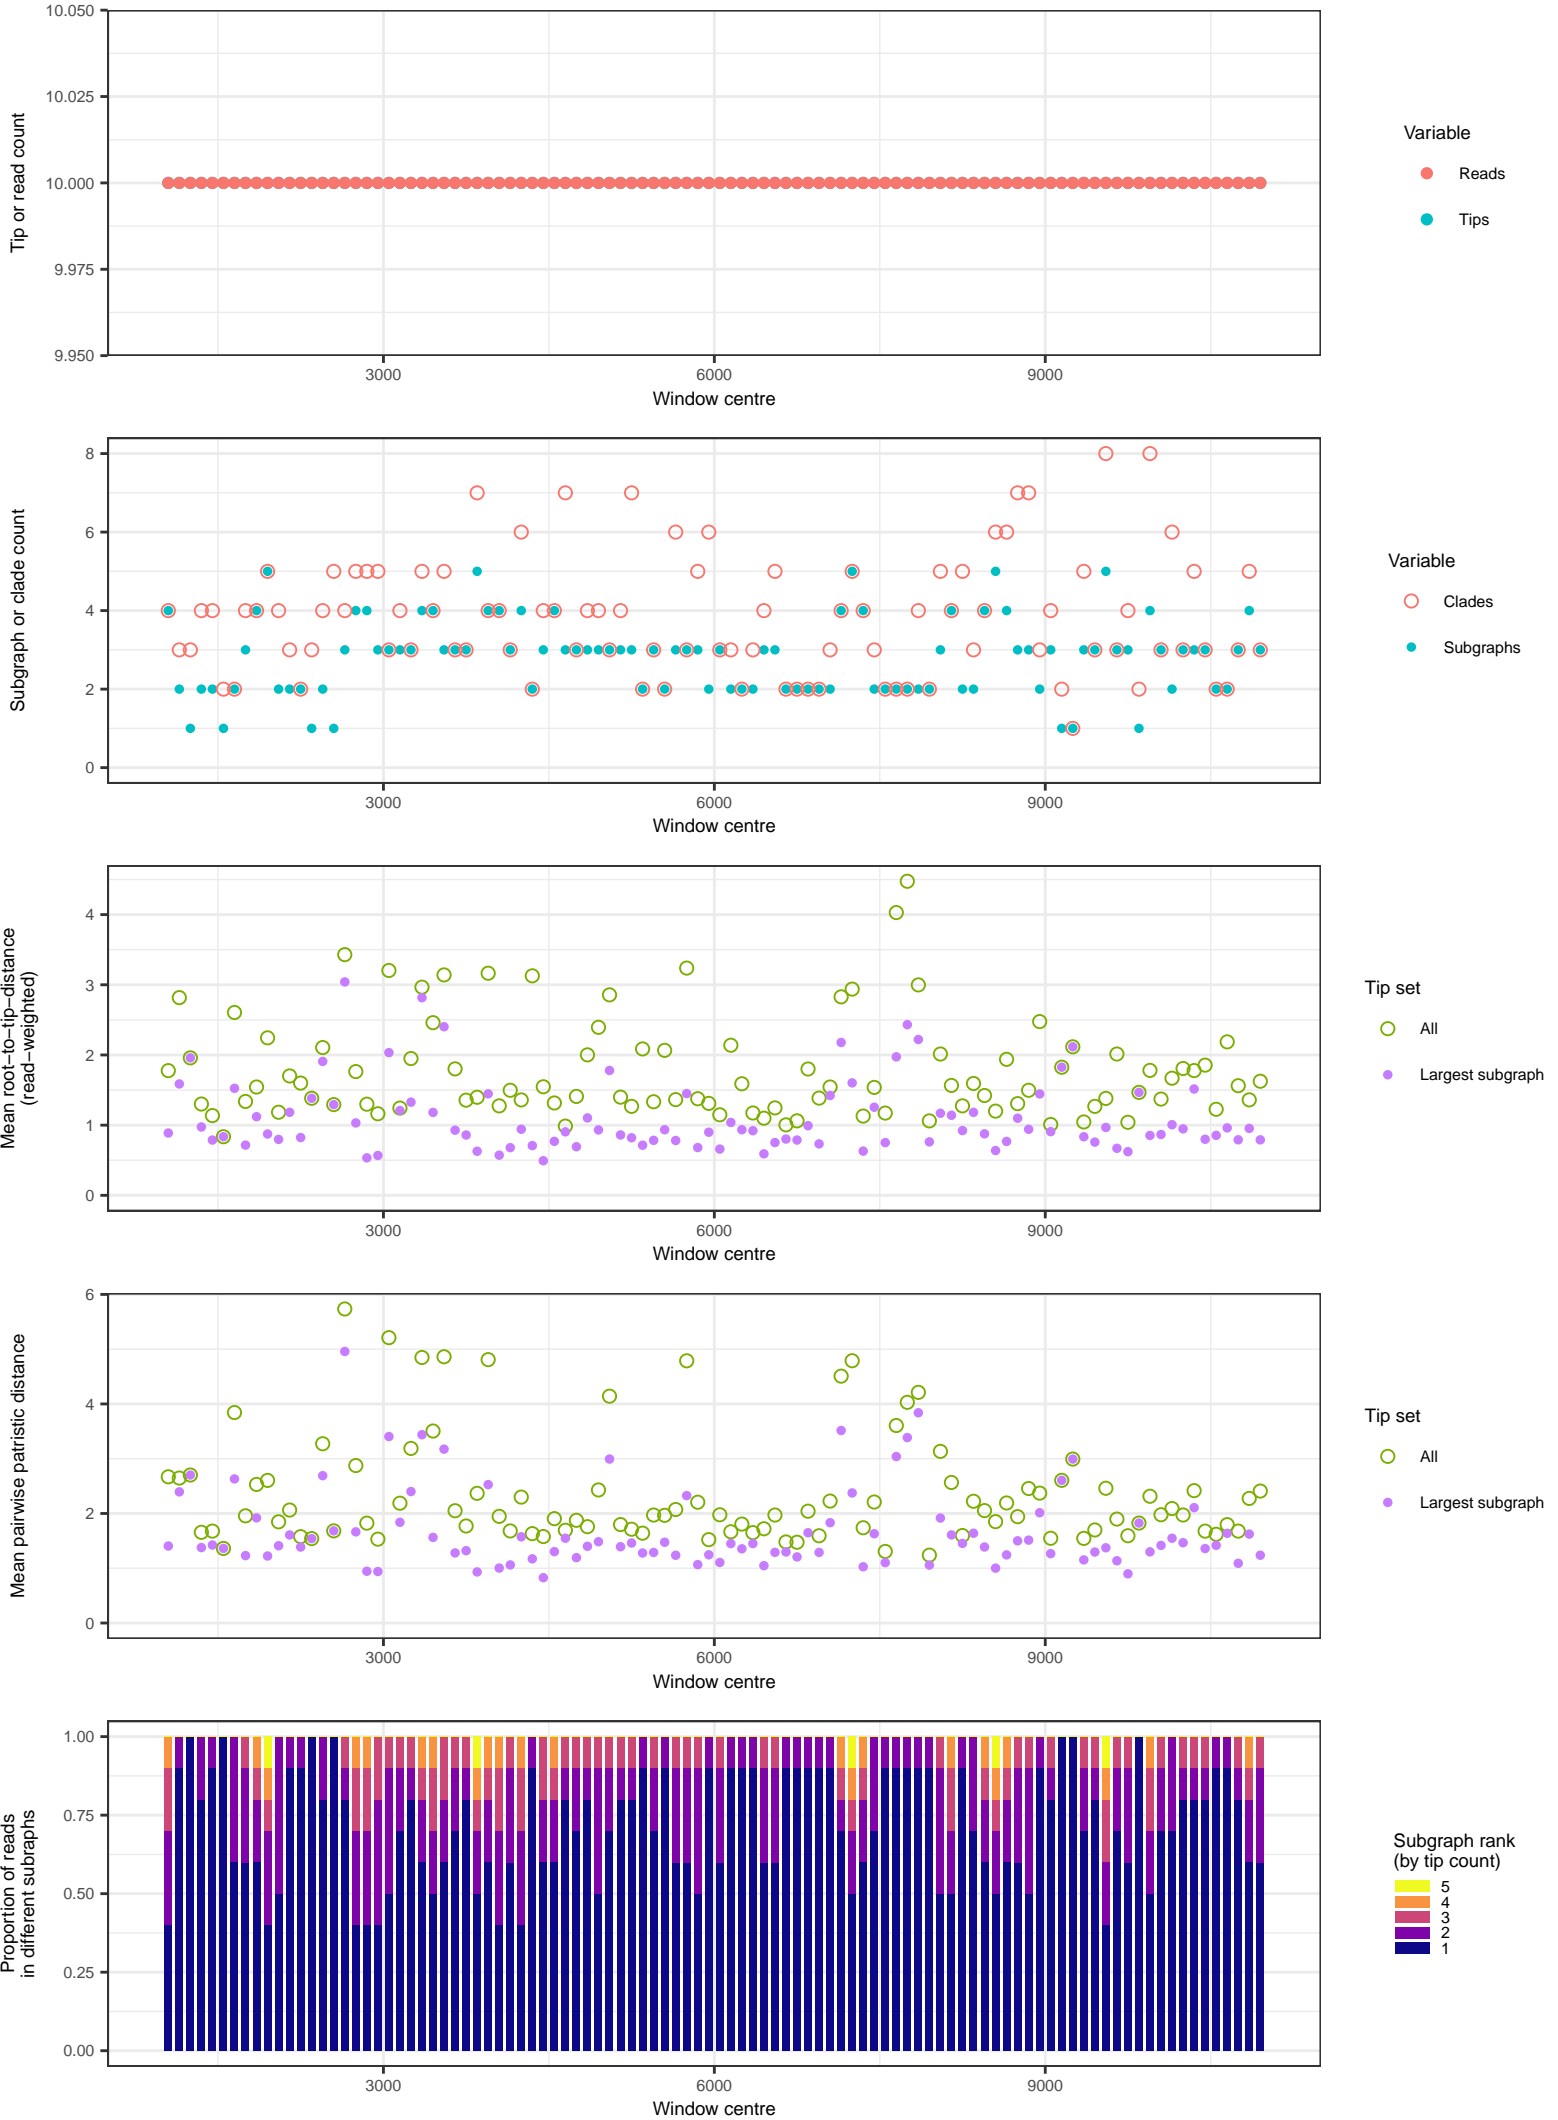 10.050
10.025
10.000
9.975
9.950
Tip or read count
3000
6000
9000
Window centre
Variable
Reads
Tips
8
6
4
2
0
Subgraph or clade count
3000
6000
9000
Window centre
Variable
Clades
Subgraphs
4
3
2
1
0
Mean root−to−tip−distance
(read−weighted)
3000
6000
9000
Window centre
Tip set
All
Largest subgraph
6
4
2
0
Mean pairwise patristic distance
3000
6000
9000
Window centre
Tip set
All
Largest subgraph
1.00
0.75
0.50
0.25
0.00
Proportion of reads
in different subraphs
3000
6000
9000
Window centre
Subgraph rank
(by tip count)
5
4
3
2
1